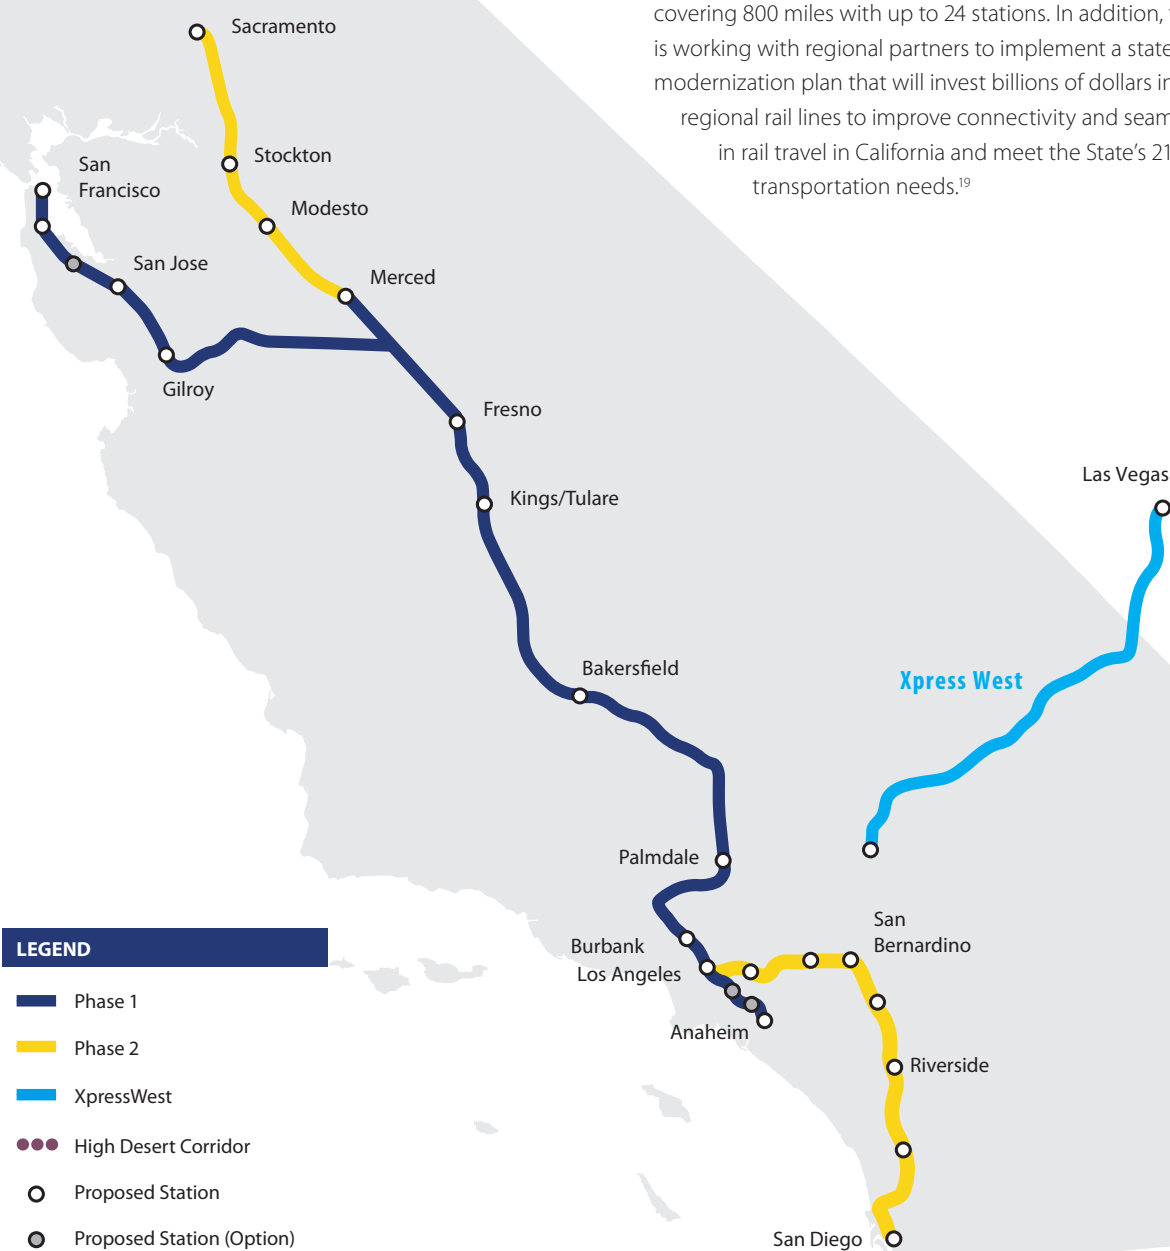 covering 800 miles with up to 24 stations. In addition,
is working with regional partners to implement a state
modernization plan that will invest billions of dollars in
regional rail lines to improve connectivity and seam
in rail travel in California and meet the State's 21
transportation needs.19
Sacramento
Stockton
San
Francisco
Modesto
San Jose
Merced
Gilroy
Fresno
Las Vegas
Kings/Tulare
Bakersfield
Xpress West
Palmdale
San
Bernardino
Burbank
Los Angeles
Anaheim
Riverside
San Diego
LEGEND
Phase 1
Phase 2
XpressWest
High Desert Corridor
Proposed Station
Proposed Station (Option)